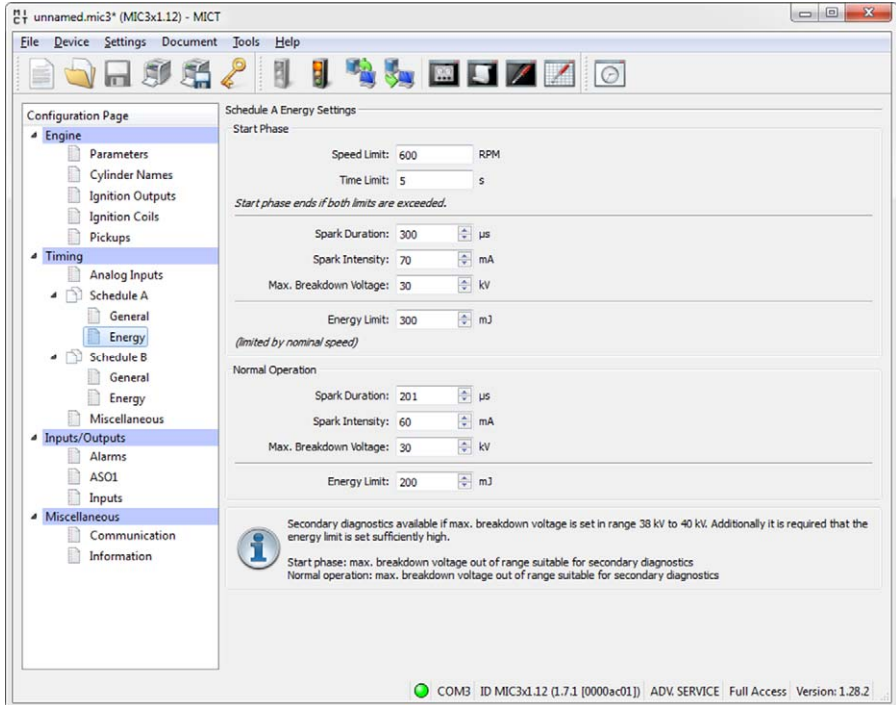 unnamed.mic3* (MIC3x1.12) - MICT
File Device Settings Document Tools Help
Configuration Page
Engine
Parameters
Cylinder Names
Ignition Outputs
Ignition Coils
Pickups
Timing
Analog Inputs
Schedule A
General
Energy
Schedule B
General
Energy
Miscellaneous
Inputs/Outputs
Alarms
ASO1
Inputs
Miscellaneous
Communication
Information
Schedule A Energy Settings
Start Phase
Speed Limit: 600 RPM
Time Limit: 5 s
Start phase ends if both limits are exceeded.
Spark Duration: 300 µs
Spark Intensity: 70 mA
Max. Breakdown Voltage: 30 kV
Energy Limit: 300 mJ
(limited by nominal speed)
Normal Operation
Spark Duration: 201 µs
Spark Intensity: 60 mA
Max. Breakdown Voltage: 30 kV
Energy Limit: 200 mJ
Secondary diagnostics available if max. breakdown voltage is set in range 38 kV to 40 kV. Additionally it is required that the
energy limit is set sufficiently high.
Start phase: max. breakdown voltage out of range suitable for secondary diagnostics
Normal operation: max. breakdown voltage out of range suitable for secondary diagnostics
COM3 ID MIC3x1.12 (1.7.1 [0000ac01]) ADV. SERVICE Full Access Version: 1.28.2